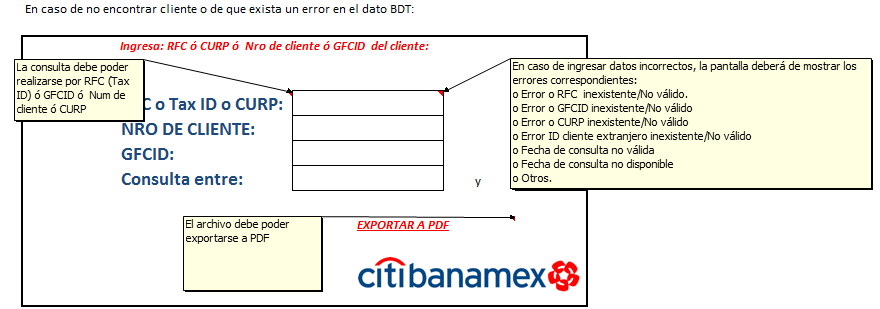 En caso de no encontrar cliente o de que exista un error en el dato BDT:
Ingresa: RFC ó CURP ó Nro de cliente ó GFCID del cliente:
La consulta debe poder
realizarse por RFC (Tax
ID) ó GFCID ó Num de
cliente ó CURP
En caso de ingresar datos incorrectos, la pantalla deberá de mostrar los
errores correspondientes:
o Error o RFC inexistente/No válido.
o Error o GFCID inexistente/No válido
o Error o CURP inexistente/No válido
o Error ID cliente extranjero inexistente/No válido
o Fecha de consulta no válida
o Fecha de consulta no disponible
o Otros.
C o Tax ID o CURP:
NRO DE CLIENTE:
GFCID:
Consulta entre:
y
El archivo debe poder
exportarse a PDF
EXPORTAR A PDF
citibanamex